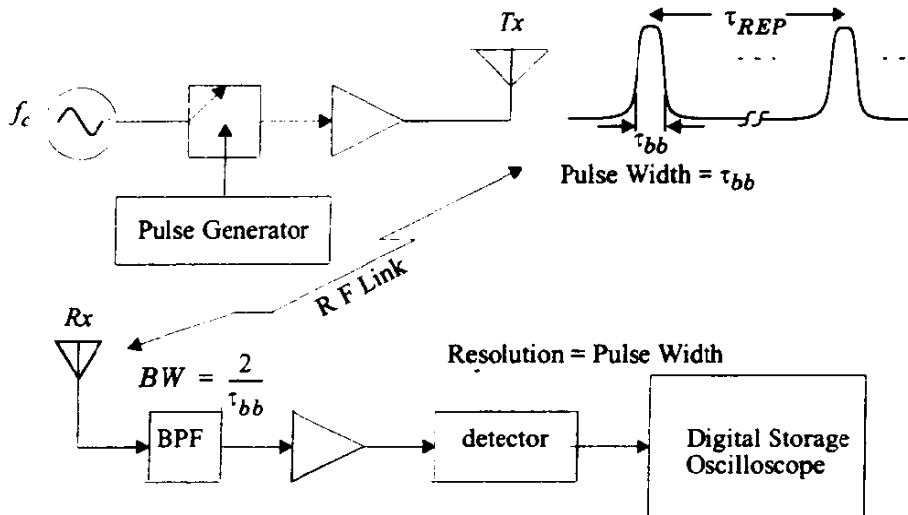 Tx
τREP
fc
τbb
Pulse Width = τbb
Pulse Generator
R F Link
Rx
Resolution = Pulse Width
BW = 2/τbb
BPF
detector
Digital Storage
Oscilloscope